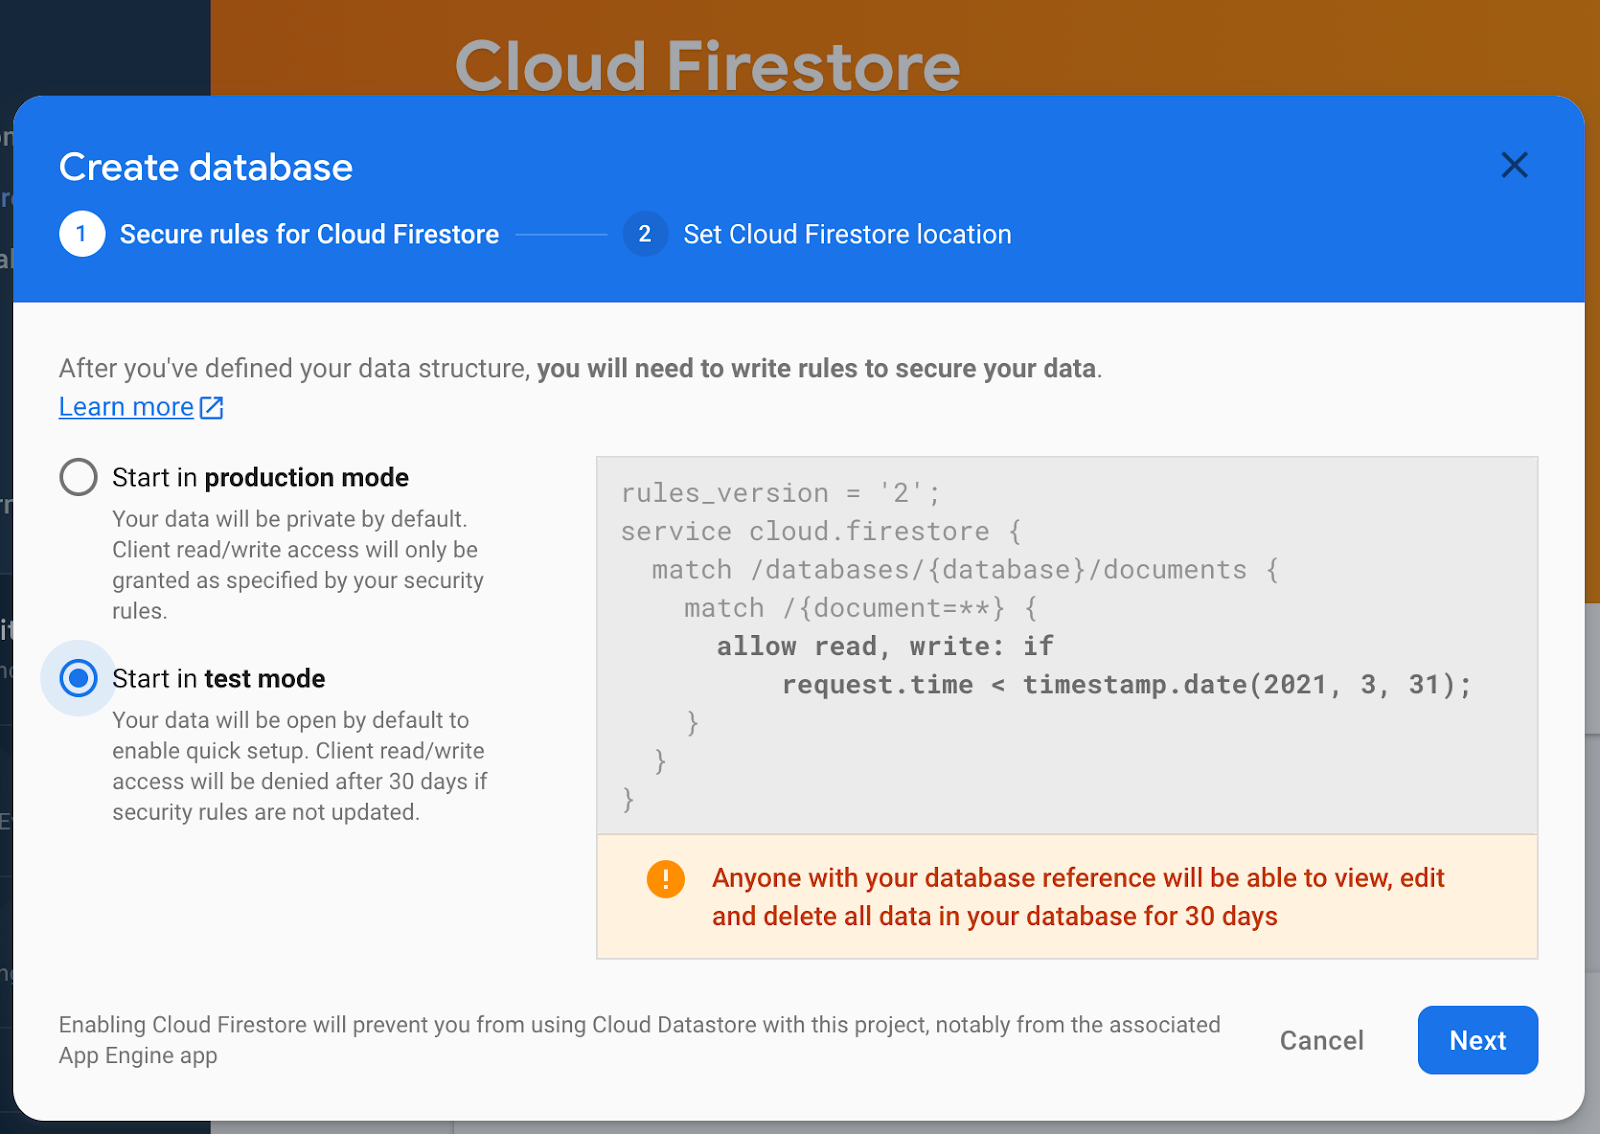 Cloud Firestore
Create database
1 Secure rules for Cloud Firestore 2 Set Cloud Firestore location
After you've defined your data structure, you will need to write rules to secure your data.
Learn more
Start in production mode
Your data will be private by default.
Client read/write access will only be
granted as specified by your security
rules.
Start in test mode
Your data will be open by default to
enable quick setup. Client read/write
access will be denied after 30 days if
security rules are not updated.
rules_version = '2';
service cloud.firestore {
match /databases/{database}/documents {
match /{document=**} {
allow read, write: if
request.time < timestamp.date(2021, 3, 31);
}
}
}
Anyone with your database reference will be able to view, edit
and delete all data in your database for 30 days
Enabling Cloud Firestore will prevent you from using Cloud Datastore with this project, notably from the associated
App Engine app
Cancel
Next